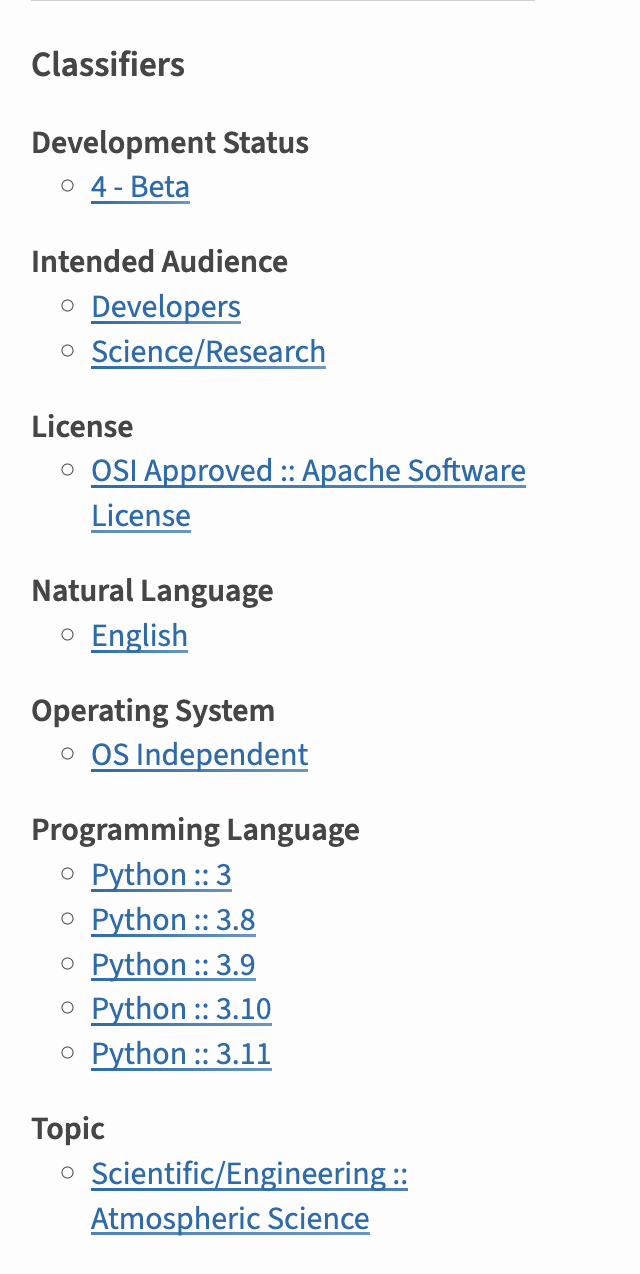 Classifiers
Development Status
4 - Beta
Intended Audience
Developers
Science/Research
License
OSI Approved :: Apache Software
License
Natural Language
English
Operating System
OS Independent
Programming Language
Python :: 3
Python :: 3.8
Python :: 3.9
Python :: 3.10
Python :: 3.11
Topic
Scientific/Engineering ::
Atmospheric Science